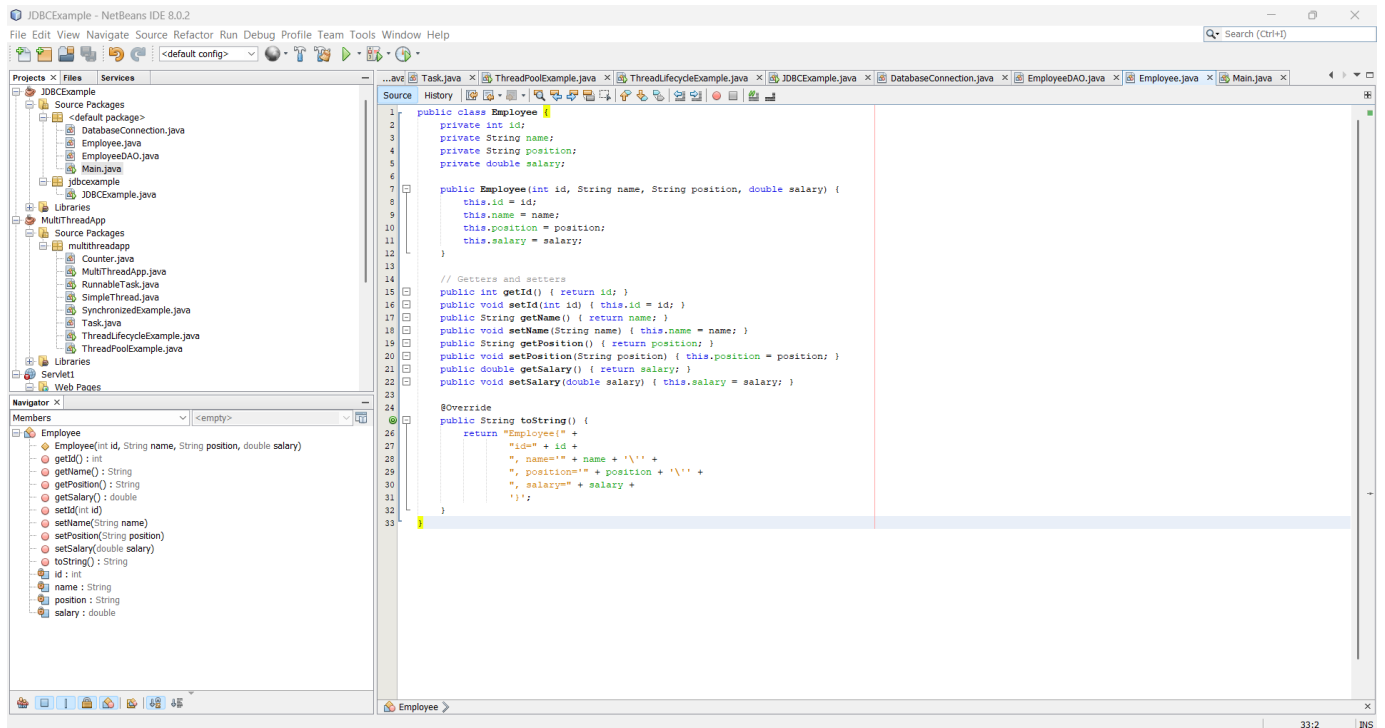 JDBCExample - NetBeans IDE 8.0.2
File Edit View Navigate Source Refactor Run Debug Profile Team Tools Window Help
Search (Ctrl+I)
<default config>
Projects Files Services
JDBCExample
Source Packages
<default package>
DatabaseConnection.java
Employee.java
EmployeeDAO.java
Main.java
jdbcexample
JDBCExample.java
Libraries
MultiThreadApp
Source Packages
multithreadapp
Counter.java
MultiThreadApp.java
RunnableTask.java
SimpleThread.java
SynchronizedExample.java
Task.java
ThreadLifecycleExample.java
ThreadPoolExample.java
Libraries
Servlet1
Web Pages
Navigator
Members <empty>
Employee
Employee(int id, String name, String position, double salary)
getId() : int
getName() : String
getPosition() : String
getSalary() : double
setId(int id)
setName(String name)
setPosition(String position)
setSalary(double salary)
toString() : String
id : int
name : String
position : String
salary : double
...ava Task.java ThreadPoolExample.java ThreadLifecycleExample.java JDBCExample.java DatabaseConnection.java EmployeeDAO.java Employee.java Main.java
Source History
1 public class Employee {
2 private int id;
3 private String name;
4 private String position;
5 private double salary;
6
7 public Employee(int id, String name, String position, double salary) {
8 this.id = id;
9 this.name = name;
10 this.position = position;
11 this.salary = salary;
12 }
13
14 // Getters and setters
15 public int getId() { return id; }
16 public void setId(int id) { this.id = id; }
17 public String getName() { return name; }
18 public void setName(String name) { this.name = name; }
19 public String getPosition() { return position; }
20 public void setPosition(String position) { this.position = position; }
21 public double getSalary() { return salary; }
22 public void setSalary(double salary) { this.salary = salary; }
23
24 @Override
public String toString() {
26 return "Employee{" +
27 "id=" + id +
28 ", name='" + name + '\'' +
29 ", position='" + position + '\'' +
30 ", salary=" + salary +
31 '}';
32 }
33 }
Employee
33:2 INS